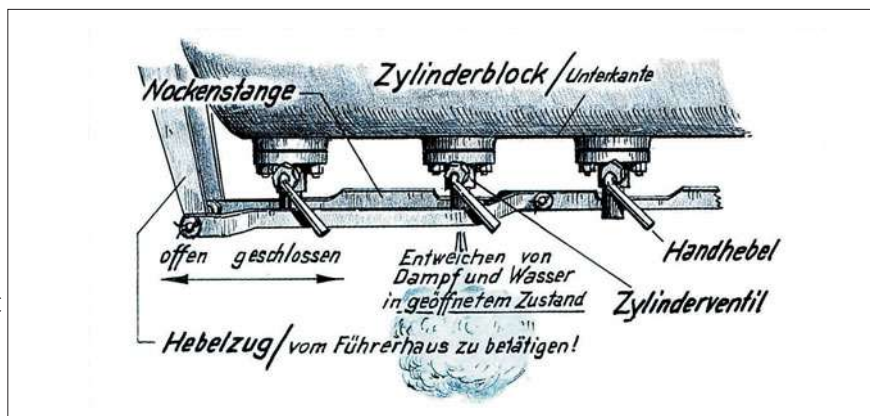 Zylinderblock/Unterkante
Nockenstange
Handhebel
offen geschlossen
Entweichen von
Dampf und Wasser
in geöffnetem Zustand
Zylinderventil
Hebelzug/vom Führerhaus zu betätigen!